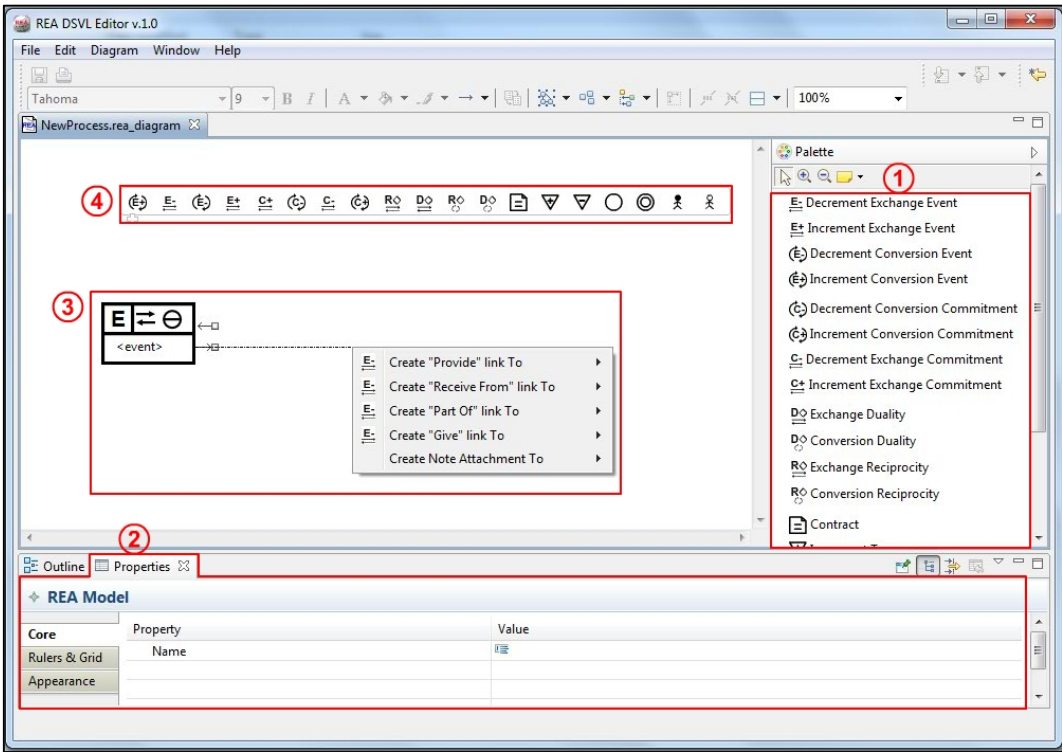 REA DSVL Editor v.1.0
File Edit Diagram Window Help
Tahoma 9 B I A 100%
NewProcess.rea_diagram
Palette
1
4
E- Decrement Exchange Event
E+ Increment Exchange Event
E- Decrement Conversion Event
E+ Increment Conversion Event
C- Decrement Conversion Commitment
C+ Increment Conversion Commitment
C- Decrement Exchange Commitment
C+ Increment Exchange Commitment
D Exchange Duality
D Conversion Duality
R Exchange Reciprocity
R Conversion Reciprocity
Contract
3
E
<event>
E- Create "Provide" link To
E- Create "Receive From" link To
E- Create "Part Of" link To
E- Create "Give" link To
Create Note Attachment To
2
Outline Properties
REA Model
Core
Rulers & Grid
Appearance
Property Value
Name